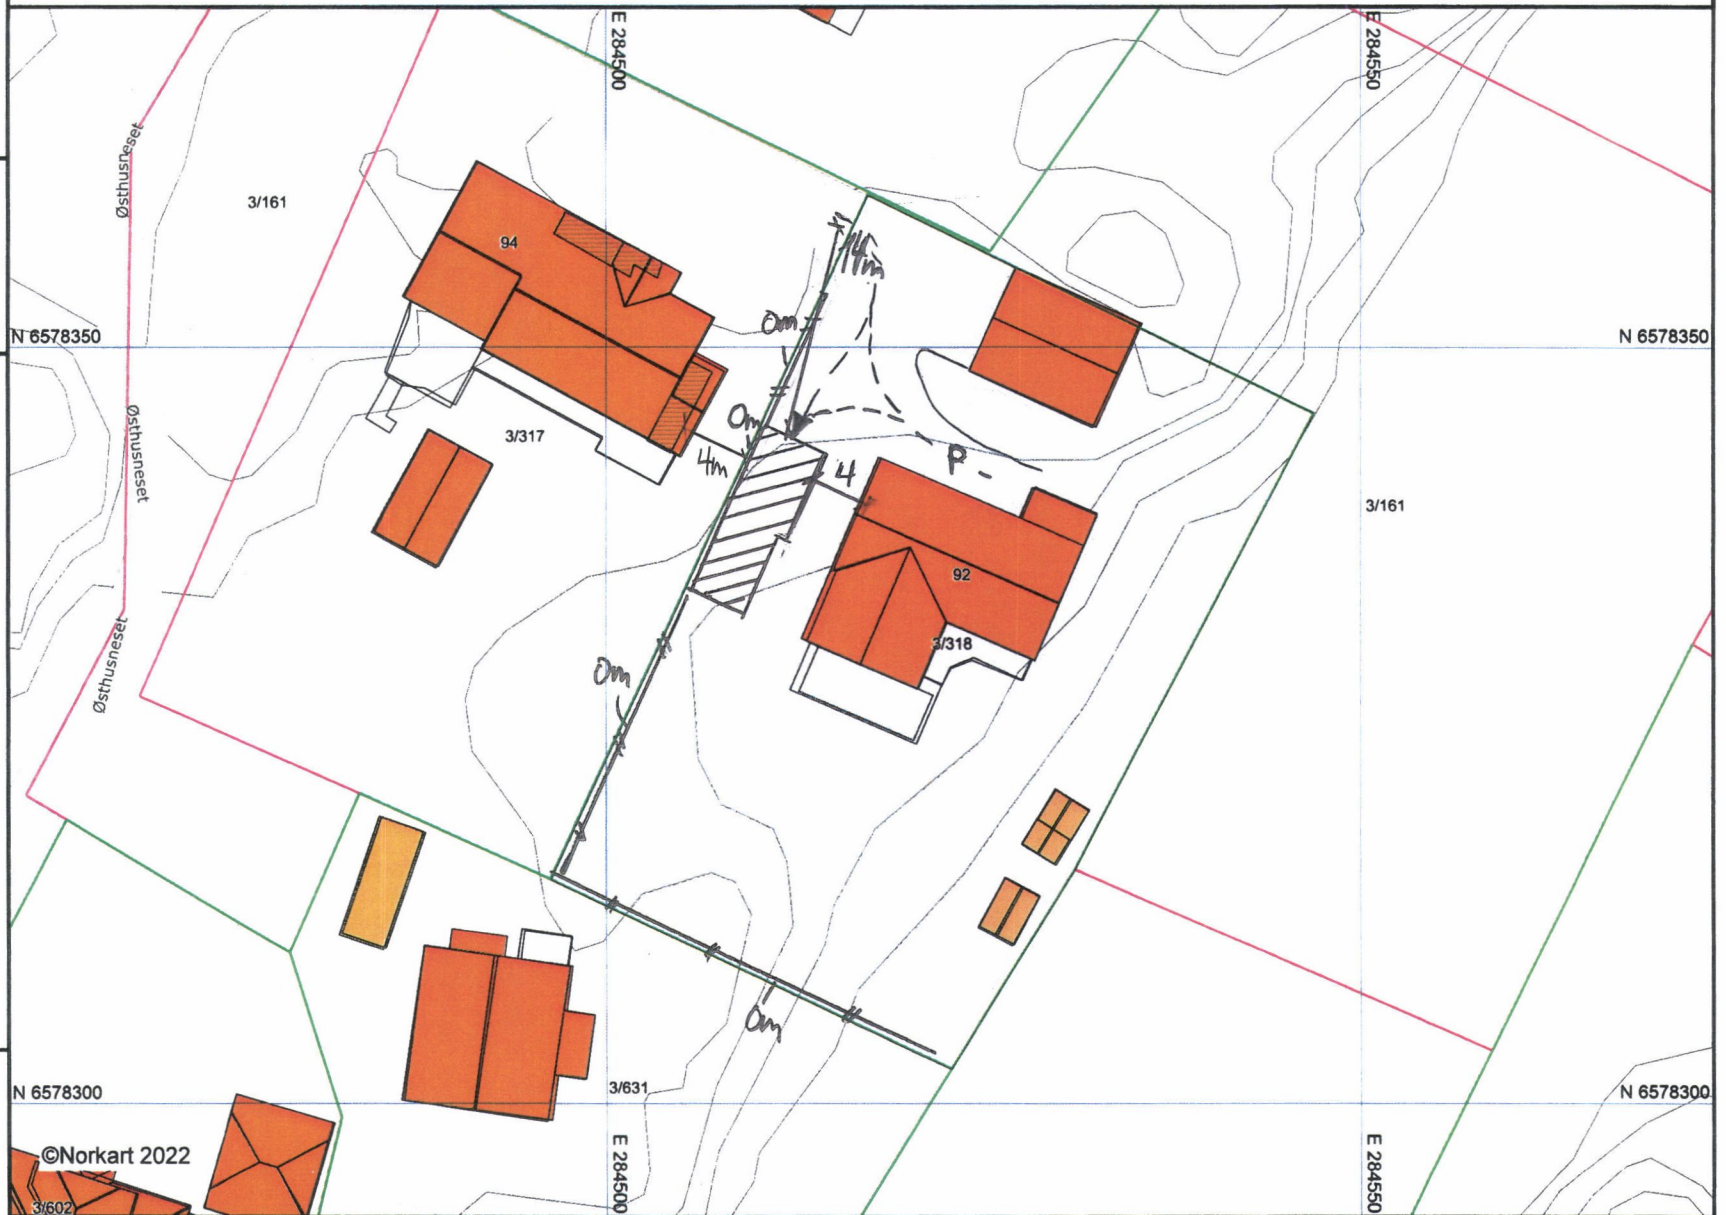 E 284500
E 284550
Østhusneset
3/161
94
14m
0m
N 6578350
N 6578350
Østhusneset
0m
3/317
4m
4
P
3/161
92
Østhusneset
3/318
0m
0m
3/631
N 6578300
N 6578300
©Norkart 2022
E 284500
E 284550
3/602